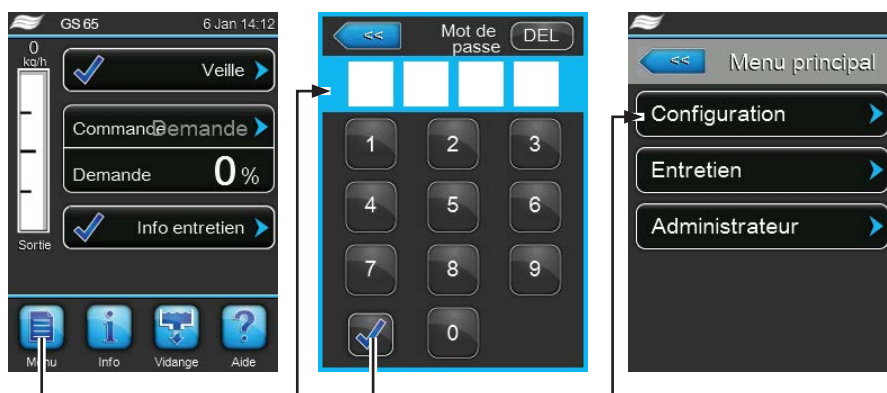 GS 65
6 Jan 14:12
0
kg/h
Veille
Commande Demande
Demande 0 %
Info entretien
Sortie
Menu Info Vidange Aide
<< Mot de passe DEL
1 2 3
4 5 6
7 8 9
0
<< Menu principal
Configuration
Entretien
Administrateur